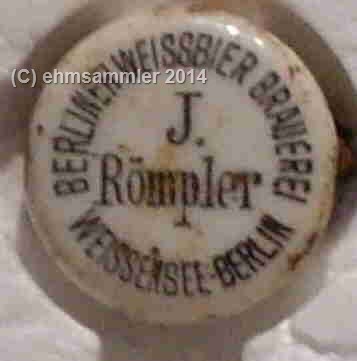 (C) ehmsammler 2014
BERLINER WEISSBIER BRAUEREI
J.
Römpler
WEISSENSEE-BERLIN